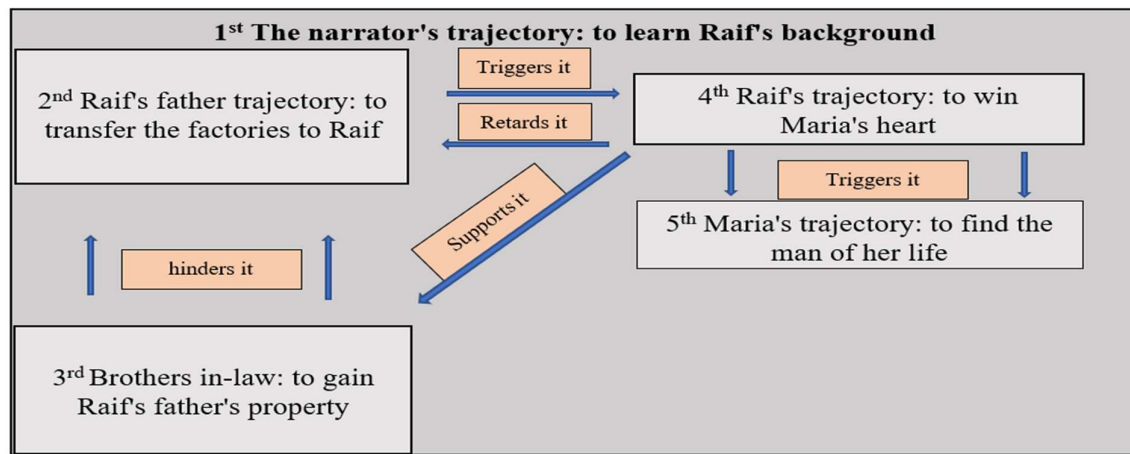 1st The narrator's trajectory: to learn Raif's background
2nd Raif's father trajectory: to
transfer the factories to Raif
Triggers it
Retards it
4th Raif's trajectory: to win
Maria's heart
Triggers it
5th Maria's trajectory: to find the
man of her life
Supports it
hinders it
3rd Brothers in-law: to gain
Raif's father's property